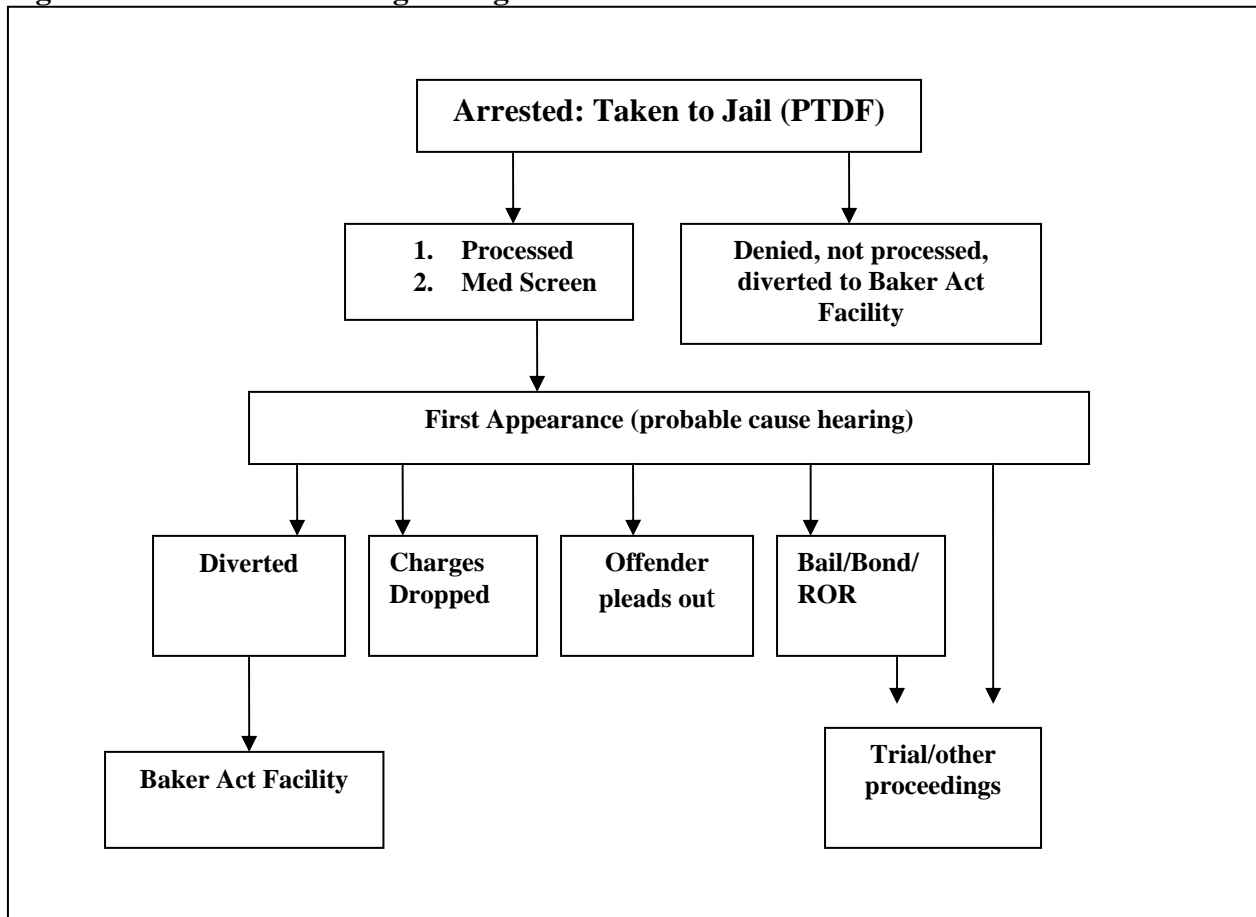 Arrested: Taken to Jail (PTDF)
1. Processed
2. Med Screen
Denied, not processed,
diverted to Baker Act
Facility
First Appearance (probable cause hearing)
Diverted
Charges
Dropped
Offender
pleads out
Bail/Bond/
ROR
Baker Act Facility
Trial/other
proceedings